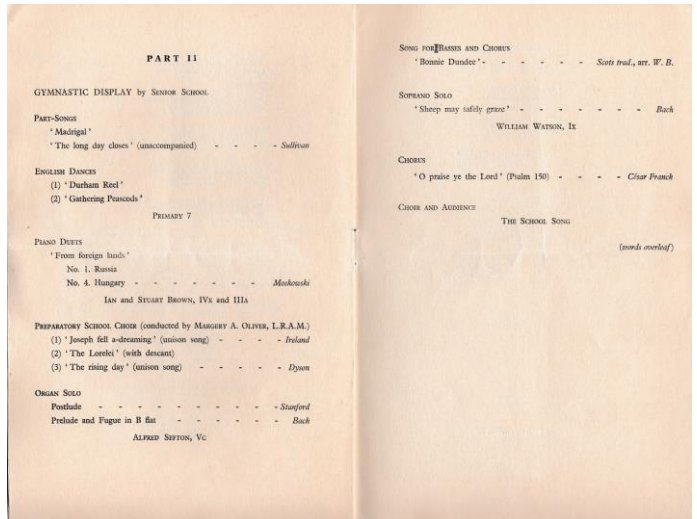 PART II
GYMNASTIC DISPLAY by Senior School
Part-Songs
‘ Madrigal ’
‘ The long day closes ’ (unaccompanied) - - - - Sullivan
English Dances
(1) ‘ Durham Reel ’
(2) ‘ Gathering Peascods ’
Primary 7
Piano Duets
‘ From foreign lands ’
No. 1. Russia
No. 4. Hungary - - - - - - - Moskowski
Ian and Stuart Brown, IVx and IIIa
Preparatory School Choir (conducted by Margery A. Oliver, L.R.A.M.)
(1) ‘ Joseph fell a-dreaming ’ (unison song) - - - - Ireland
(2) ‘ The Lorelei ’ (with descant)
(3) ‘ The rising day ’ (unison song) - - - - - Dyson
Organ Solo
Postlude - - - - - - - - - Stanford
Prelude and Fugue in B flat - - - - - - Bach
Alfred Sefton, Vc
Song for Basses and Chorus
‘ Bonnie Dundee ’ - - - - - - Scots trad., arr. W. B.
Soprano Solo
‘ Sheep may safely graze ’ - - - - - - - Bach
William Watson, Ix
Chorus
‘ O praise ye the Lord ’ (Psalm 150) - - - - César Franck
Choir and Audience
The School Song
(words overleaf)